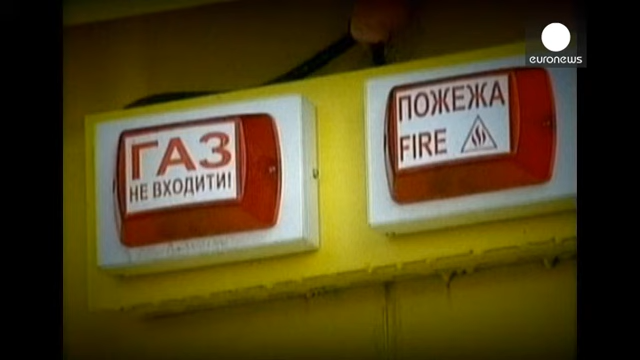 euronews
ГАЗ
НЕ ВХОДИТИ!
ПОЖЕЖА
FIRE